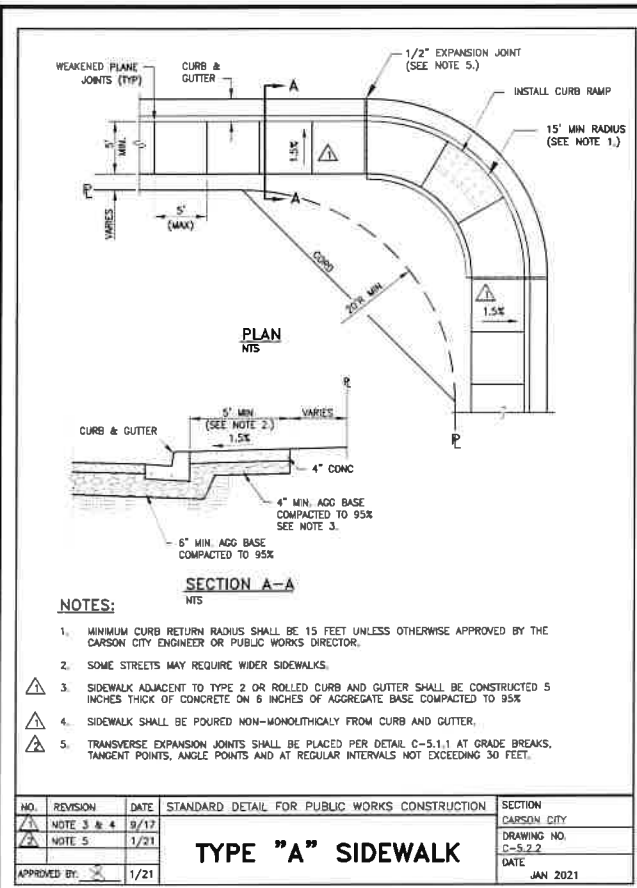 WEAKENED PLANE
JOINTS (TYP)
CURB &
GUTTER
1/2" EXPANSION JOINT
(SEE NOTE 5.)
INSTALL CURB RAMP
15' MIN RADIUS
(SEE NOTE 1.)
A
5'
MIN.
1.5%
1
A
VARIES
5'
(MAX)
CORD
20'R MIN
1
1.5%
PLAN
NTS
CURB & GUTTER
5' MIN.
(SEE NOTE 2.)
1.5%
VARIES
4" CONC
4" MIN. AGG BASE
COMPACTED TO 95%
SEE NOTE 3.
6" MIN. AGG BASE
COMPACTED TO 95%
SECTION A-A
NTS
NOTES:
1. MINIMUM CURB RETURN RADIUS SHALL BE 15 FEET UNLESS OTHERWISE APPROVED BY THE
CARSON CITY ENGINEER OR PUBLIC WORKS DIRECTOR.
2. SOME STREETS MAY REQUIRE WIDER SIDEWALKS.
1 3. SIDEWALK ADJACENT TO TYPE 2 OR ROLLED CURB AND GUTTER SHALL BE CONSTRUCTED 5
INCHES THICK OF CONCRETE ON 6 INCHES OF AGGREGATE BASE COMPACTED TO 95%
1 4. SIDEWALK SHALL BE POURED NON-MONOLITHICALY FROM CURB AND GUTTER.
2 5. TRANSVERSE EXPANSION JOINTS SHALL BE PLACED PER DETAIL C-5.1.1 AT GRADE BREAKS,
TANGENT POINTS, ANGLE POINTS AND AT REGULAR INTERVALS NOT EXCEEDING 30 FEET.
NO. REVISION DATE
1 NOTE 3 & 4 9/17
2 NOTE 5 1/21
APPROVED BY: 1/21
STANDARD DETAIL FOR PUBLIC WORKS CONSTRUCTION
TYPE "A" SIDEWALK
SECTION
CARSON CITY
DRAWING NO.
C-5.2.2
DATE
JAN 2021